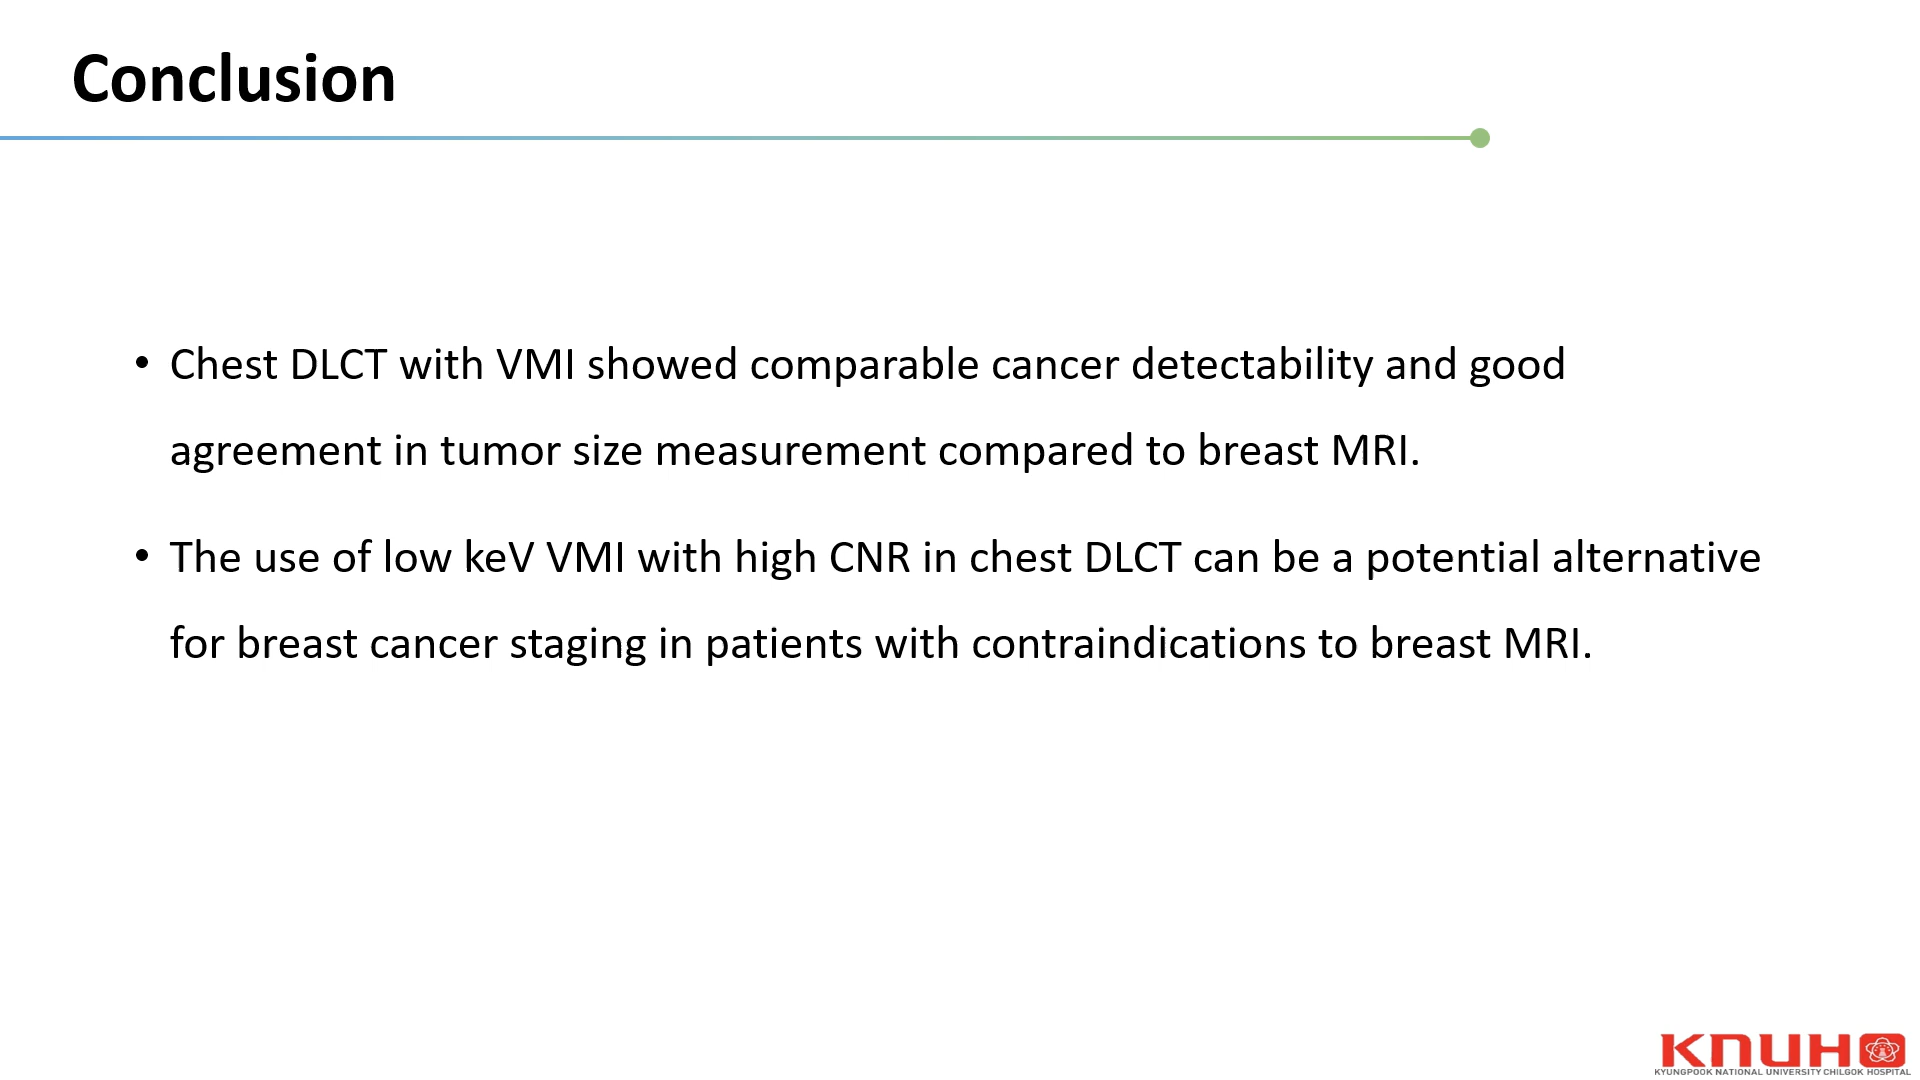 Conclusion
• Chest DLCT with VMI showed comparable cancer detectability and good
agreement in tumor size measurement compared to breast MRI.
• The use of low keV VMI with high CNR in chest DLCT can be a potential alternative
for breast cancer staging in patients with contraindications to breast MRI.
KNUH
KYUNGPOOK NATIONAL UNIVERSITY CHILGOK HOSPITAL